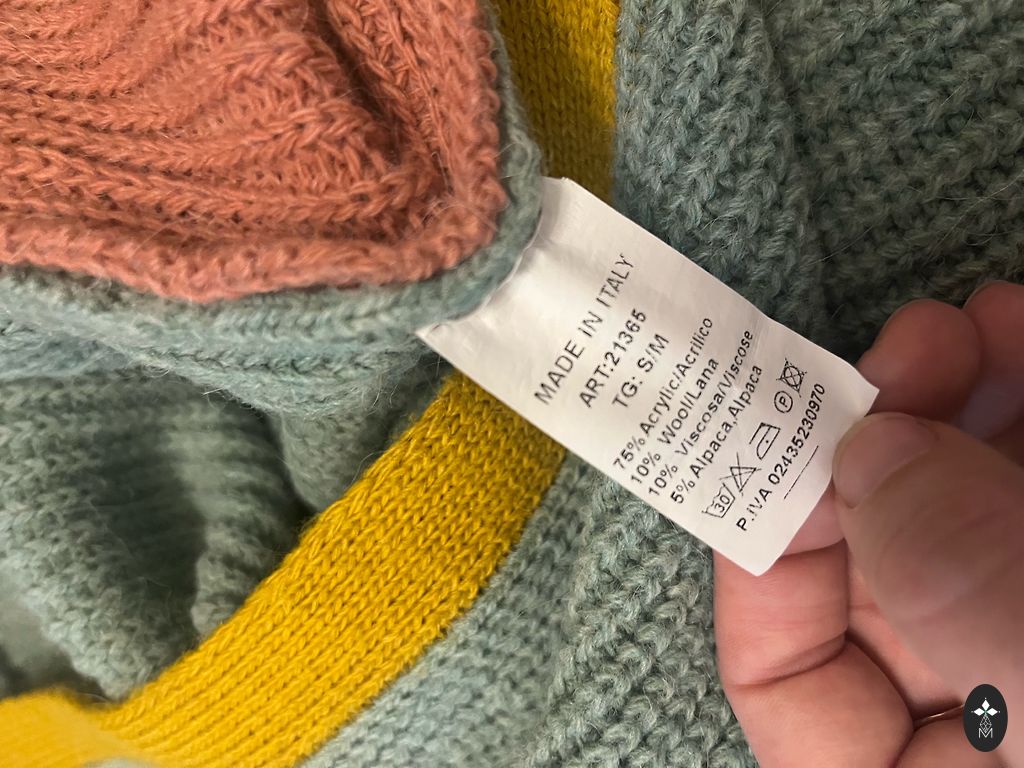 MADE IN ITALY
ART:21365
TG: S/M
75% Acrylic/Acrilico
10% Wool/Lana
10% Viscosa/Viscose
5% Alpaca,Alpaca
30
P
P.IVA 02435230970
M